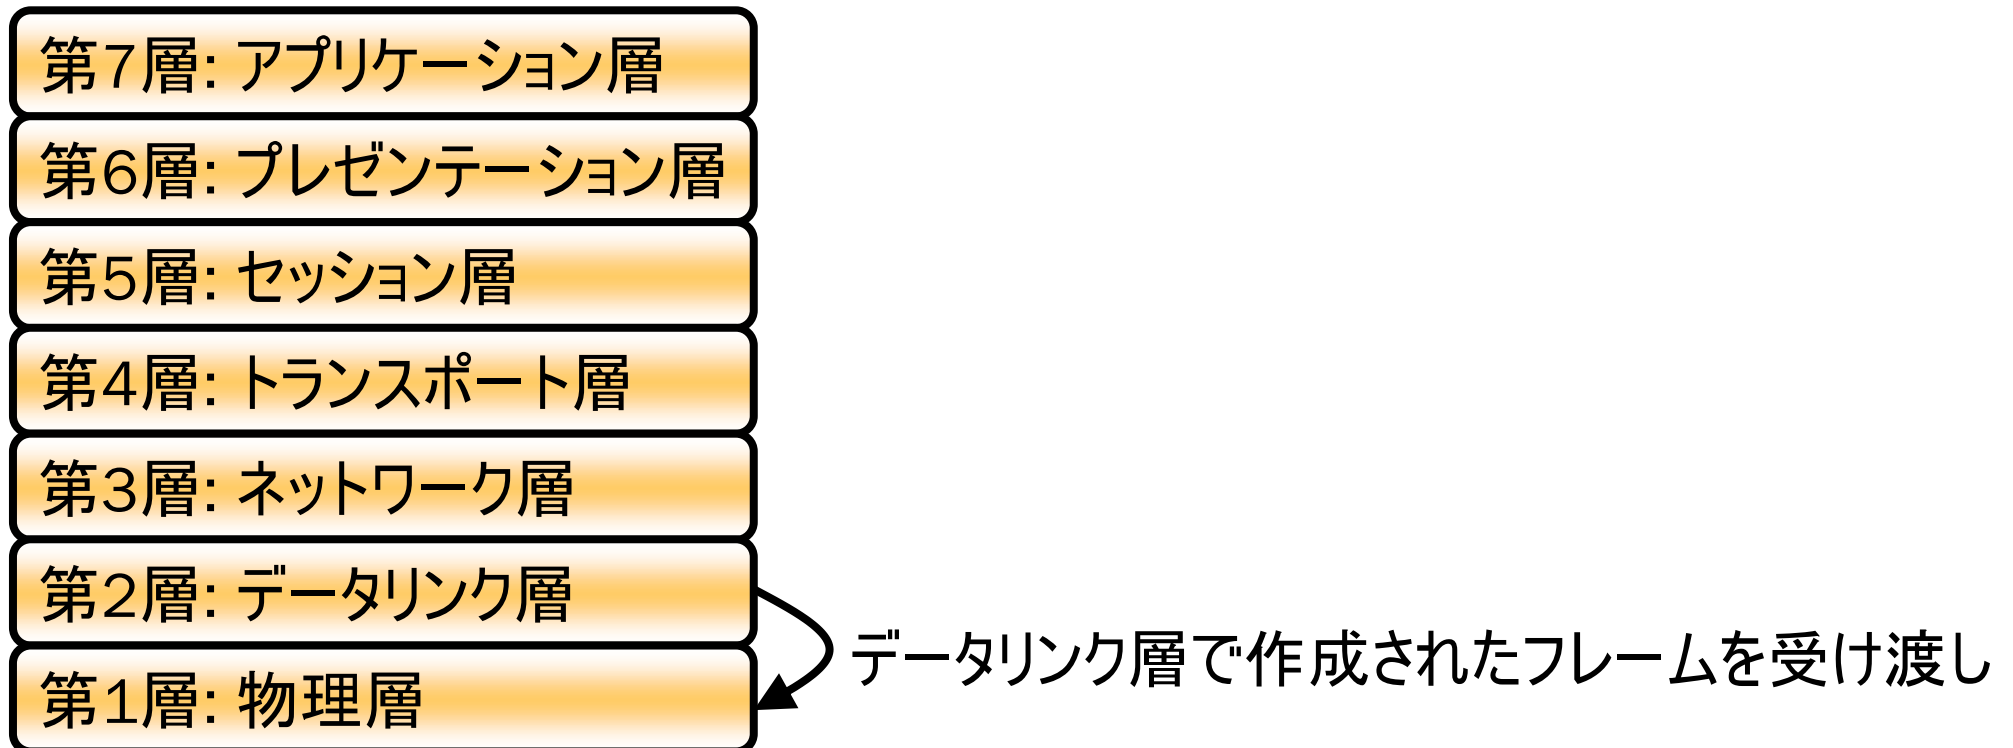 第7層: アプリケーション層
第6層: プレゼンテーション層
第5層: セッション層
第4層: トランスポート層
第3層: ネットワーク層
第2層: データリンク層
データリンク層で作成されたフレームを受け渡し
第1層: 物理層